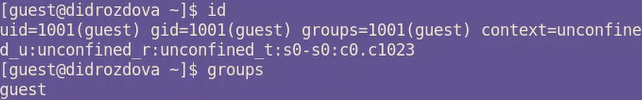 [guest@didrozdova ~]$ id
uid=1001(guest) gid=1001(guest) groups=1001(guest) context=unconfine
d_u:unconfined_r:unconfined_t:s0-s0:c0.c1023
[guest@didrozdova ~]$ groups
guest